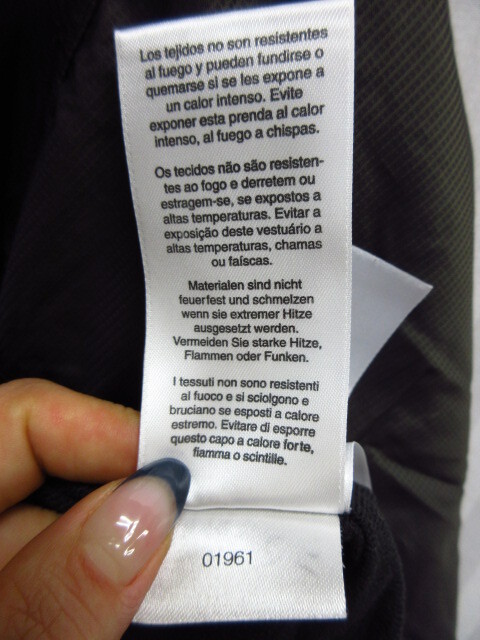 Los tejidos no son resistentes
al fuego y pueden fundirse o
quemarse si se les expone a
un calor intenso. Evite
exponer esta prenda al calor
intenso, al fuego a chispas.
Os tecidos não são resisten-
tes ao fogo e derretem ou
estragem-se, se expostos a
altas temperaturas. Evitar a
exposição deste vestuário a
altas temperaturas, chamas
ou faíscas.
Materialen sind nicht
feuerfest und schmelzen
wenn sie extremer Hitze
ausgesetzt werden.
Vermeiden Sie starke Hitze,
Flammen oder Funken.
I tessuti non sono resistenti
al fuoco e si sciolgono e
bruciano se esposti a calore
estremo. Evitare di esporre
questo capo a calore forte,
fiamma o scintille.
01961